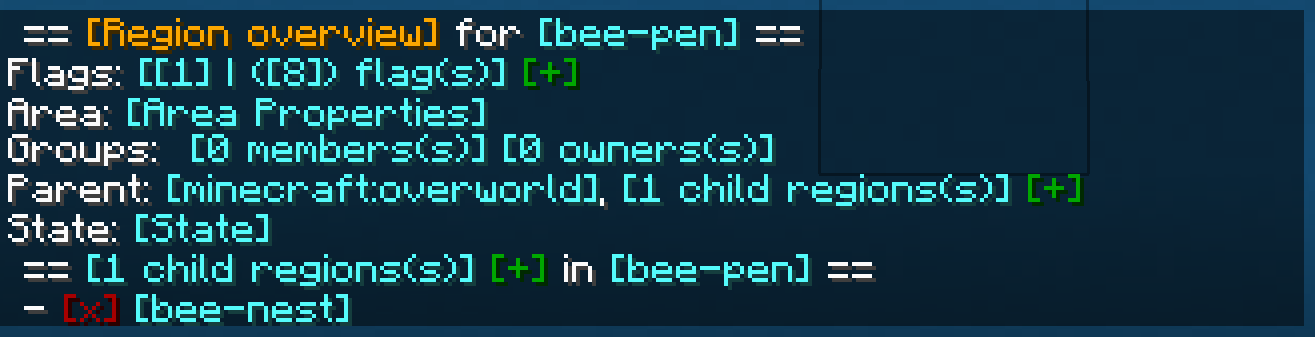 == [Region overview] for [bee-pen] ==
Flags: [[1] | ([8]) flag(s)] [+]
Area: [Area Properties]
Groups: [0 members(s)] [0 owners(s)]
Parent: [minecraft:overworld], [1 child regions(s)] [+]
State: [State]
== [1 child regions(s)] [+] in [bee-pen] ==
- [x] [bee-nest]